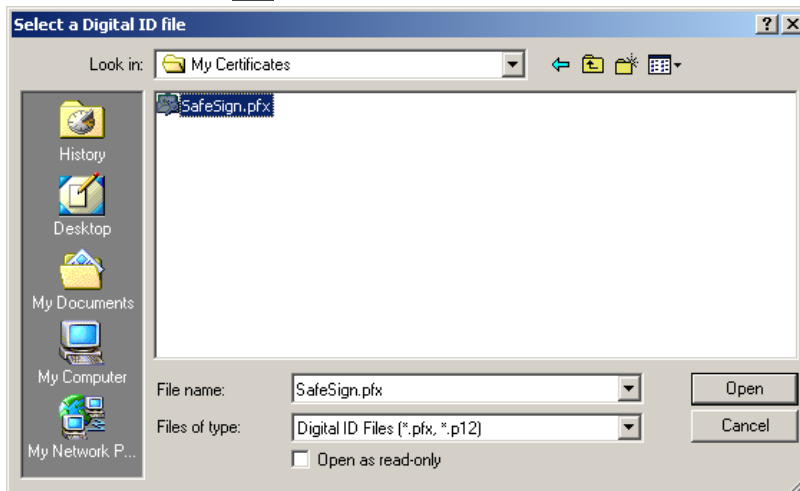 Select a Digital ID file
Look in: My Certificates
SafeSign.pfx
History
Desktop
My Documents
My Computer
My Network P...
File name: SafeSign.pfx Open
Files of type: Digital ID Files (*.pfx, *.p12) Cancel
Open as read-only